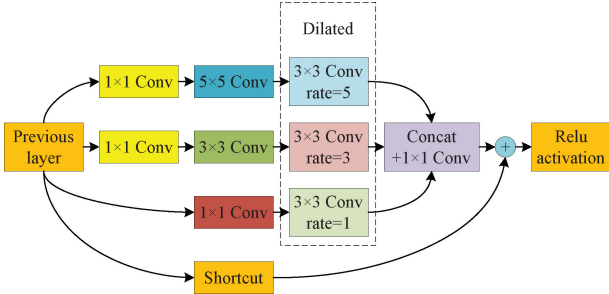 Dilated
1×1 Conv
5×5 Conv
3×3 Conv
rate=5
Previous
layer
1×1 Conv
3×3 Conv
3×3 Conv
rate=3
Concat
+1×1 Conv
+
Relu
activation
1×1 Conv
3×3 Conv
rate=1
Shortcut